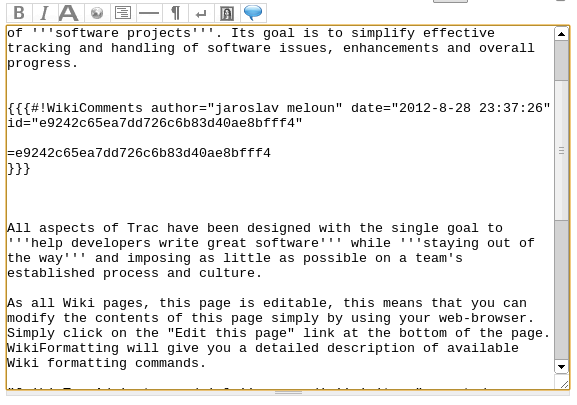 B I A ¶
of '''software projects'''. Its goal is to simplify effective
tracking and handling of software issues, enhancements and overall
progress.
{{{#!WikiComments author="jaroslav meloun" date="2012-8-28 23:37:26"
id="e9242c65ea7dd726c6b83d40ae8bfff4"
=e9242c65ea7dd726c6b83d40ae8bfff4
}}}
All aspects of Trac have been designed with the single goal to
'''help developers write great software''' while '''staying out of
the way''' and imposing as little as possible on a team's
established process and culture.
As all Wiki pages, this page is editable, this means that you can
modify the contents of this page simply by using your web-browser.
Simply click on the "Edit this page" link at the bottom of the page.
WikiFormatting will give you a detailed description of available
Wiki formatting commands.